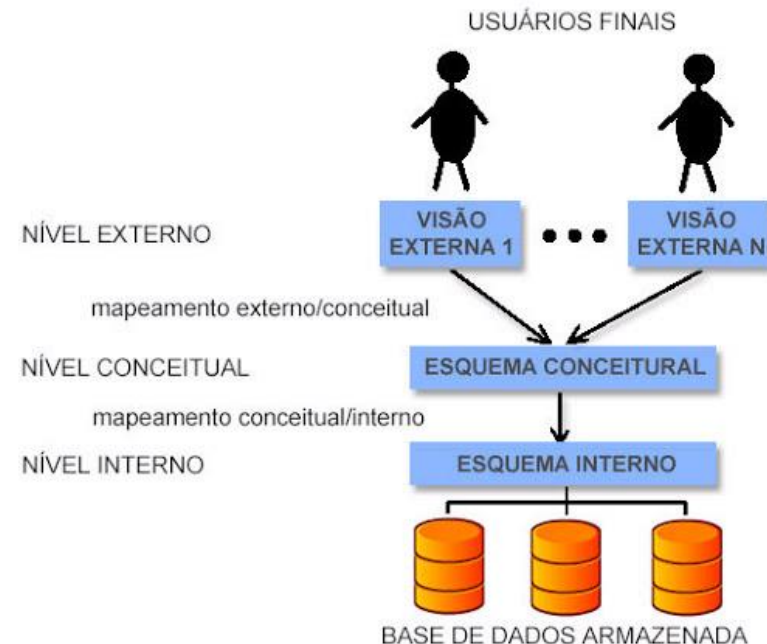 USUÁRIOS FINAIS
NÍVEL EXTERNO
VISÃO
EXTERNA 1
VISÃO
EXTERNA N
mapeamento externo/conceitual
NÍVEL CONCEITUAL
ESQUEMA CONCEITURAL
mapeamento conceitual/interno
NÍVEL INTERNO
ESQUEMA INTERNO
BASE DE DADOS ARMAZENADA